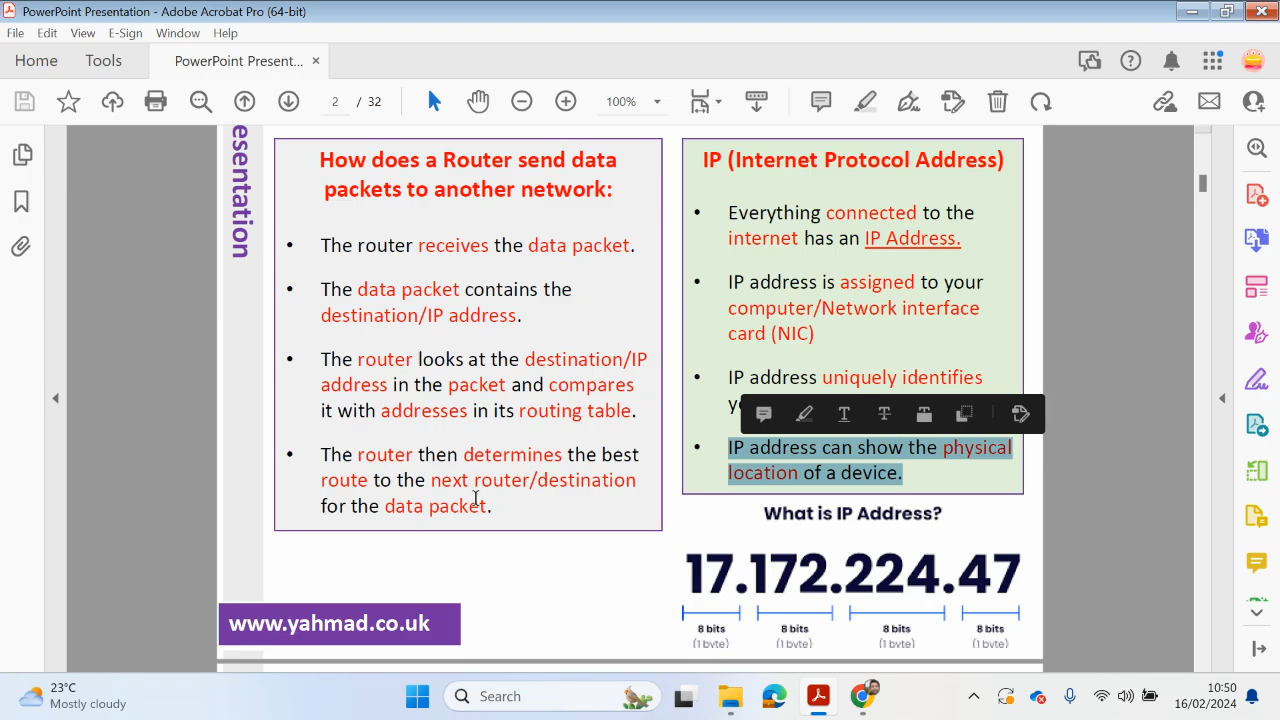 PowerPoint Presentation - Adobe Acrobat Pro (64-bit)
File Edit View E-Sign Window Help
Home Tools PowerPoint Present... ×
2 / 32 100%
esentation
How does a Router send data
packets to another network:
• The router receives the data packet.
• The data packet contains the
destination/IP address.
• The router looks at the destination/IP
address in the packet and compares
it with addresses in its routing table.
• The router then determines the best
route to the next router/destination
for the data packet.
www.yahmad.co.uk
IP (Internet Protocol Address)
• Everything connected to the
internet has an IP Address.
• IP address is assigned to your
computer/Network interface
card (NIC)
• IP address uniquely identifies
• IP address can show the physical
location of a device.
What is IP Address?
17.172.224.47
8 bits 8 bits 8 bits 8 bits
(1 byte) (1 byte) (1 byte) (1 byte)
23°C
Mostly cloudy
Search
10:50
16/02/2024